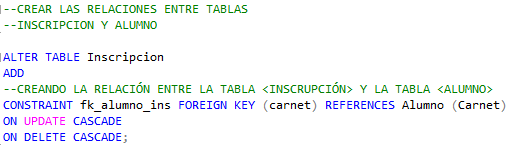 --CREAR LAS RELACIONES ENTRE TABLAS
--INSCRIPCION Y ALUMNO
ALTER TABLE Inscripcion
ADD
--CREANDO LA RELACIÓN ENTRE LA TABLA <INSCRUPCIÓN> Y LA TABLA <ALUMNO>
CONSTRAINT fk_alumno_ins FOREIGN KEY (carnet) REFERENCES Alumno (Carnet)
ON UPDATE CASCADE
ON DELETE CASCADE;